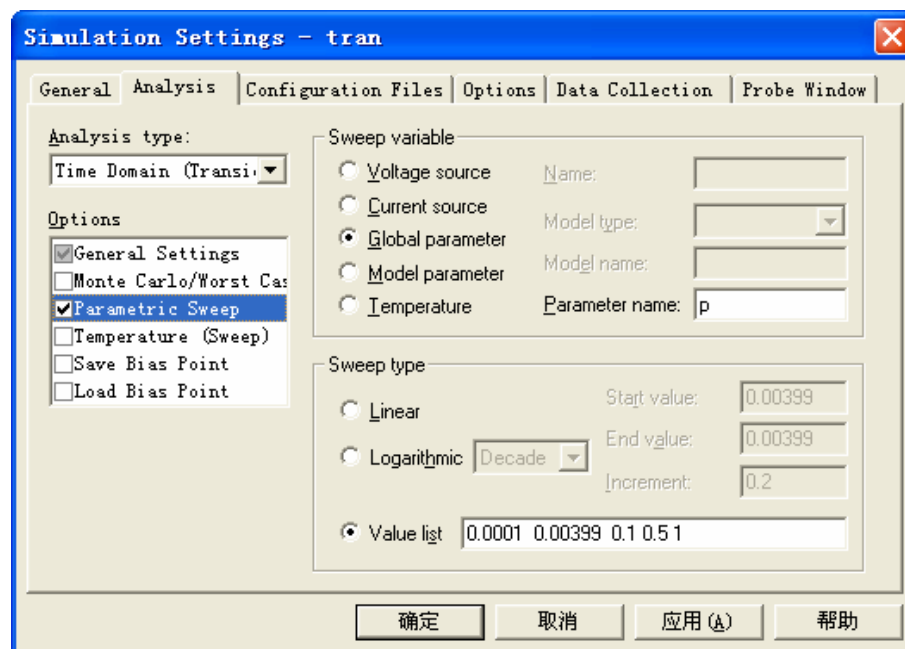 Simulation Settings - tran
General Analysis Configuration Files Options Data Collection Probe Window
Analysis type:
Time Domain (Transi
Options
General Settings
Monte Carlo/Worst Cas
Parametric Sweep
Temperature (Sweep)
Save Bias Point
Load Bias Point
Sweep variable
Voltage source
Current source
Global parameter
Model parameter
Temperature
Name:
Model type:
Model name:
Parameter name: p
Sweep type
Linear
Logarithmic Decade
Start value: 0.00399
End value: 0.00399
Increment: 0.2
Value list 0.0001 0.00399 0.1 0.5 1
确定 取消 应用(A) 帮助